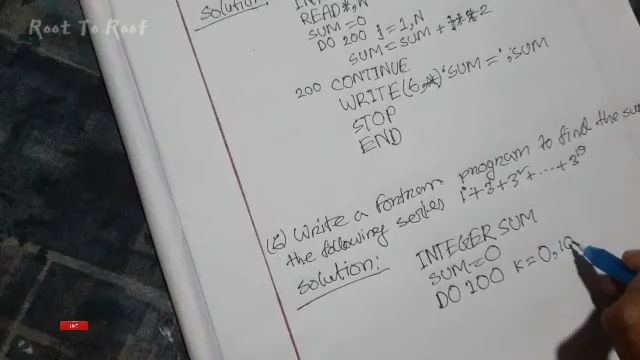 Root To Roof
Solution:
READ*,N
SUM=0
DO 200 I=1,N
SUM=SUM + I**2
200 CONTINUE
WRITE(6,*)'SUM=',SUM
STOP
END
(ii) Write a fortran program to find the sum
the following series 1+3+3²+...+3¹⁰
Solution:
INTEGER SUM
SUM=0
DO 100 K=0,10